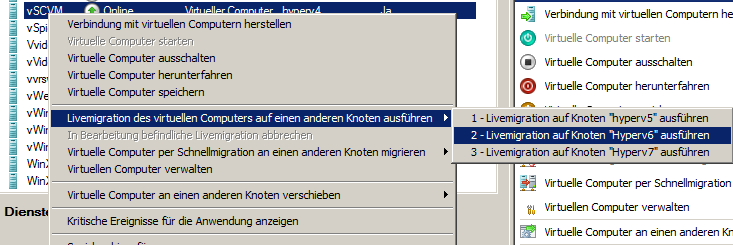 vSCVM Online Virtueller Computer hyperv4 Ja
vSpi
Vvid
vVid
vvrsv
vWe
vWin
vWin
vWin
WinX
WinX
Dienste
Verbindung mit virtuellen Computern herstellen
Virtuelle Computer starten
Virtuelle Computer ausschalten
Virtuelle Computer herunterfahren
Virtuelle Computer speichern
Livemigration des virtuellen Computers auf einen anderen Knoten ausführen
In Bearbeitung befindliche Livemigration abbrechen
Virtuelle Computer per Schnellmigration an einen anderen Knoten migrieren
Virtuellen Computer verwalten
Virtuelle Computer an einen anderen Knoten verschieben
Kritische Ereignisse für die Anwendung anzeigen
1 - Livemigration auf Knoten "hyperv5" ausführen
2 - Livemigration auf Knoten "Hyperv6" ausführen
3 - Livemigration auf Knoten "Hyperv7" ausführen
Verbindung mit virtuellen Computern he
Virtuelle Computer starten
Virtuelle Computer ausschalten
Virtuelle Computer herunterfahren
Virtuelle Computer per Schnellmigration
Virtuellen Computer verwalten
Virtuelle Computer an einen anderen Kn